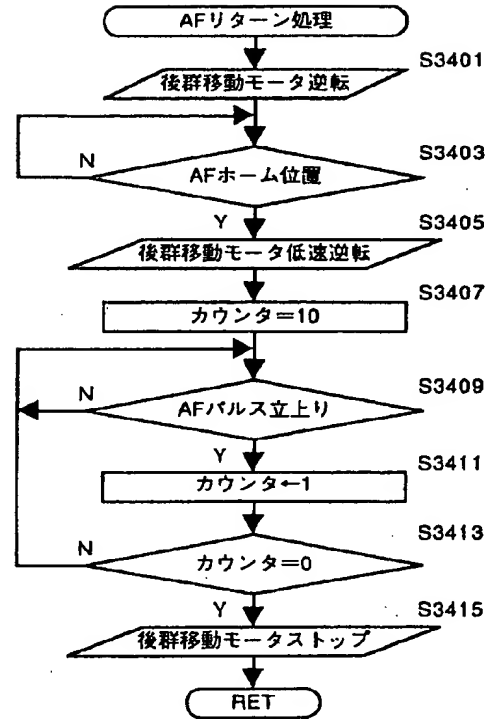 AFリターン処理
S3401
後群移動モータ逆転
S3403
N
AFホーム位置
Y
S3405
後群移動モータ低速逆転
S3407
カウンタ=10
S3409
N
AFパルス立上り
Y
S3411
カウンタ←1
S3413
N
カウンタ=0
Y
S3415
後群移動モータストップ
RET